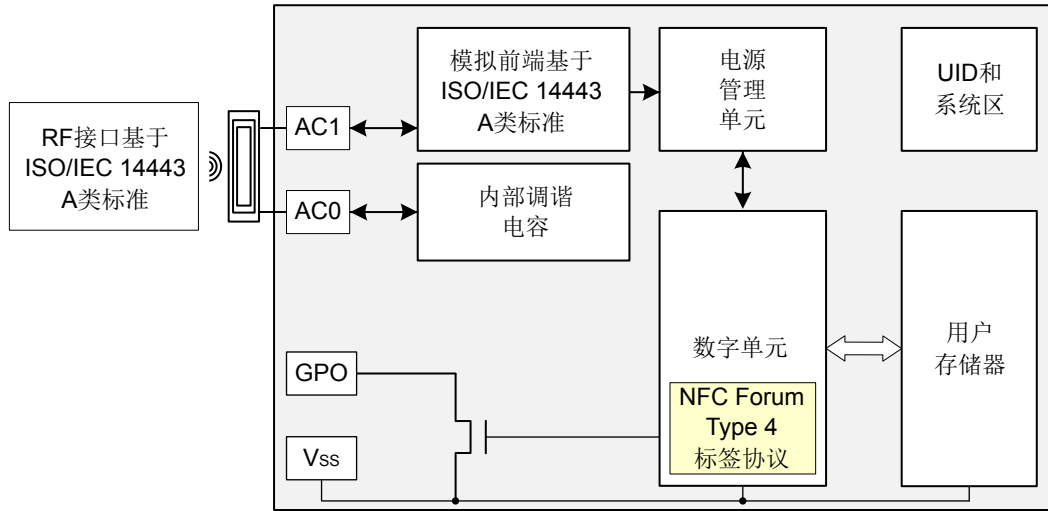 RF接口基于
ISO/IEC 14443
A类标准
AC1
AC0
模拟前端基于
ISO/IEC 14443
A类标准
内部调谐
电容
电源
管理
单元
UID和
系统区
数字单元
NFC Forum
Type 4
标签协议
用户
存储器
GPO
Vss